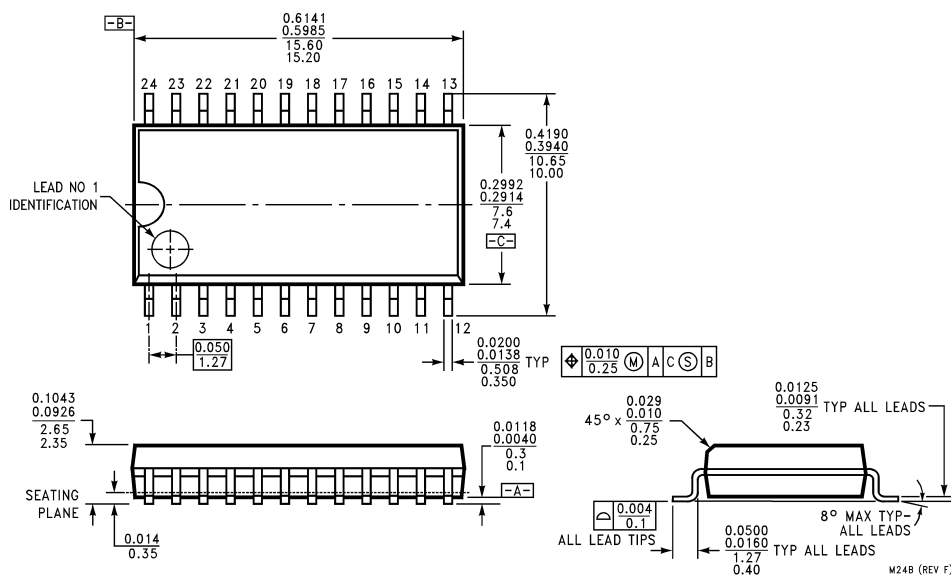 -B-
0.6141
0.5985
15.60
15.20
24 23 22 21 20 19 18 17 16 15 14 13
LEAD NO 1
IDENTIFICATION
0.4190
0.3940
10.65
10.00
0.2992
0.2914
7.6
7.4
-C-
1 2 3 4 5 6 7 8 9 10 11 12
0.050
1.27
0.0200
0.0138
0.508
0.350
TYP
⌖ 0.010 0.25 Ⓜ A C Ⓢ B
0.1043
0.0926
2.65
2.35
0.0118
0.0040
0.3
0.1
-A-
SEATING
PLANE
0.014
0.35
45° x
0.029
0.010
0.75
0.25
0.0125
0.0091
0.32
0.23
TYP ALL LEADS
0.004
0.1
ALL LEAD TIPS
0.0500
0.0160
1.27
0.40
TYP ALL LEADS
8° MAX TYP-
ALL LEADS
M24B (REV F)